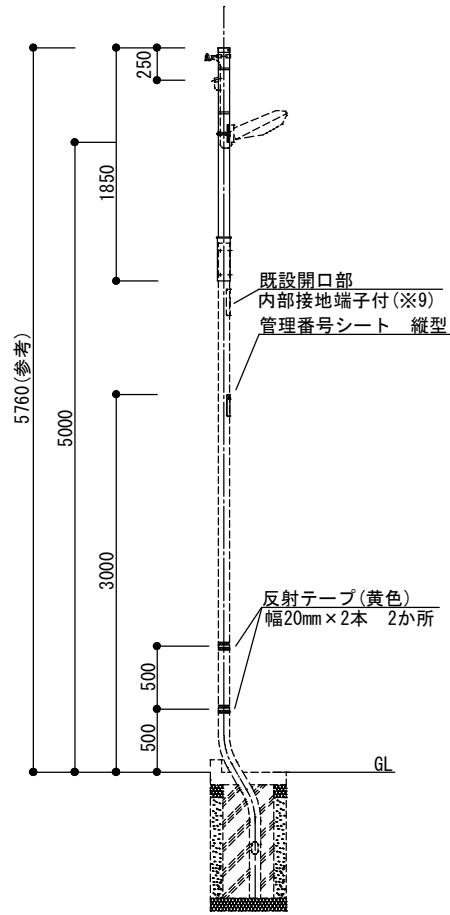 250
1850
既設開口部
内部接地端子付(※9)
管理番号シート 縦型
5760(参考)
5000
3000
反射テープ(黄色)
幅20mm×2本 2か所
500
500
GL